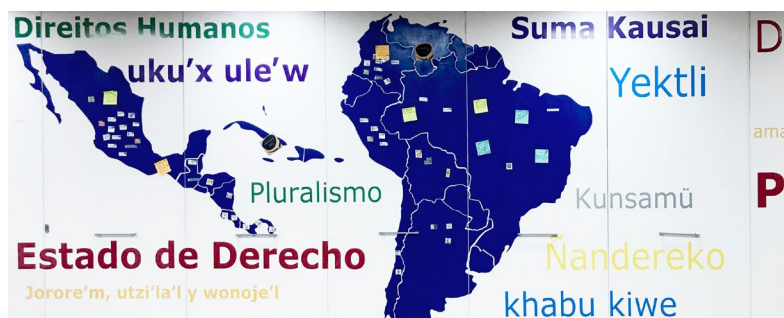 Direitos Humanos
Suma Kausai
uku'x ule'w
Yektli
Pluralismo
Kunsamü
Estado de Derecho
Ñandereko
Jorore'm, utzi'la'l y wonoje'l
khabu kiwe